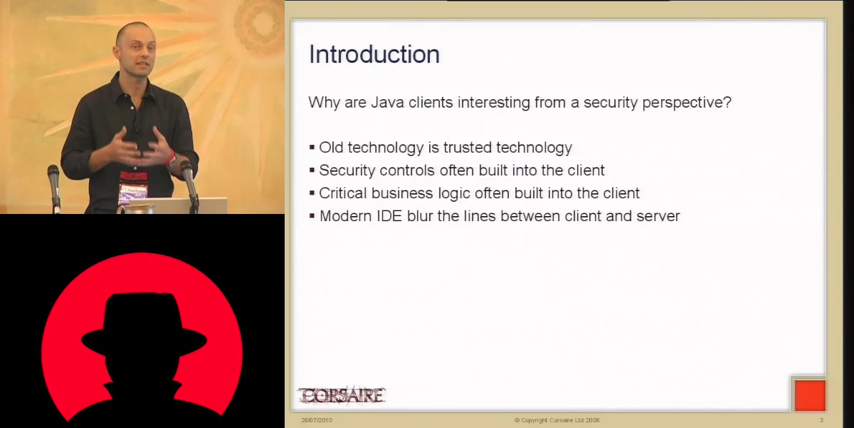 Introduction
Why are Java clients interesting from a security perspective?
▪ Old technology is trusted technology
▪ Security controls often built into the client
▪ Critical business logic often built into the client
▪ Modern IDE blur the lines between client and server
CORSAIRE
28/07/2010
© Copyright Corsaire Ltd 2008
3